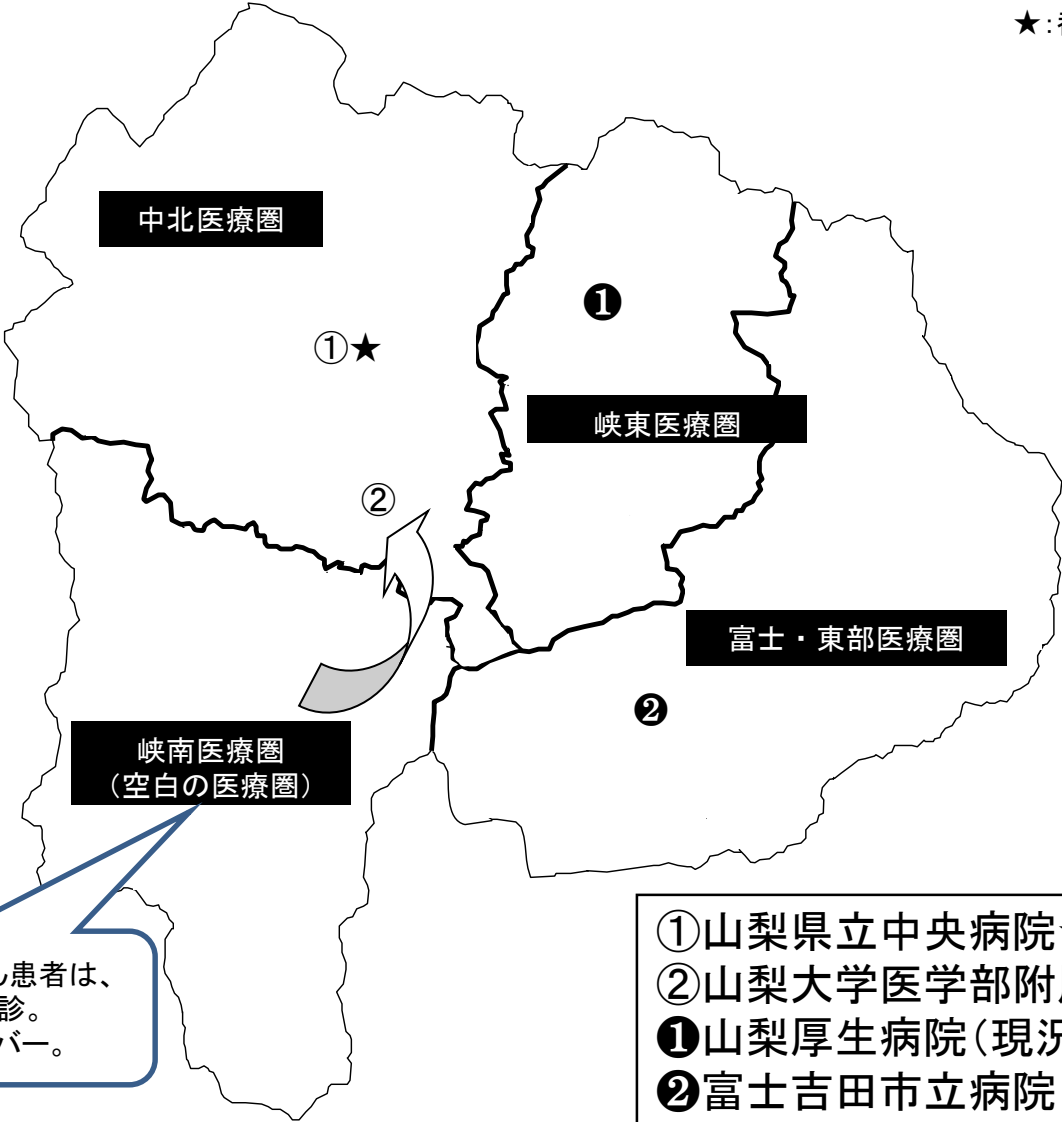 ★:
中北医療圏
❶
①★
峡東医療圏
②
富士・東部医療圏
❷
峡南医療圏
(空白の医療圏)
患者は、
診。
バー。
①山梨県立中央病院
②山梨大学医学部附
❶山梨厚生病院(現況
❷富士吉田市立病院